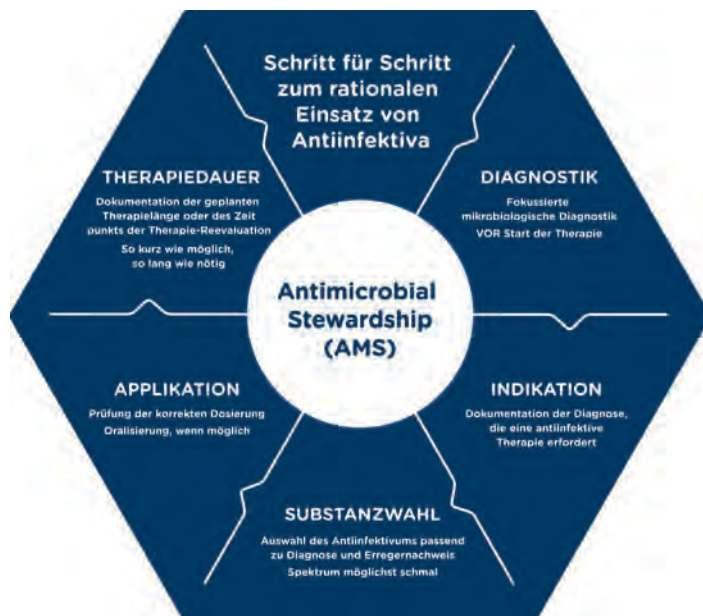 Schritt für Schritt
zum rationalen
Einsatz von
Antiinfektiva
DIAGNOSTIK
Fokussierte
mikrobiologische Diagnostik
VOR Start der Therapie
INDIKATION
Dokumentation der Diagnose,
die eine antiinfektive
Therapie erfordert
SUBSTANZWAHL
Auswahl des Antiinfektivums passend
zu Diagnose und Erregernachweis
Spektrum möglichst schmal
APPLIKATION
Prüfung der korrekten Dosierung
Oralisierung, wenn möglich
THERAPIEDAUER
Dokumentation der geplanten
Therapielänge oder des Zeit
punkts der Therapie-Reevaluation
So kurz wie möglich,
so lang wie nötig
Antimicrobial
Stewardship
(AMS)